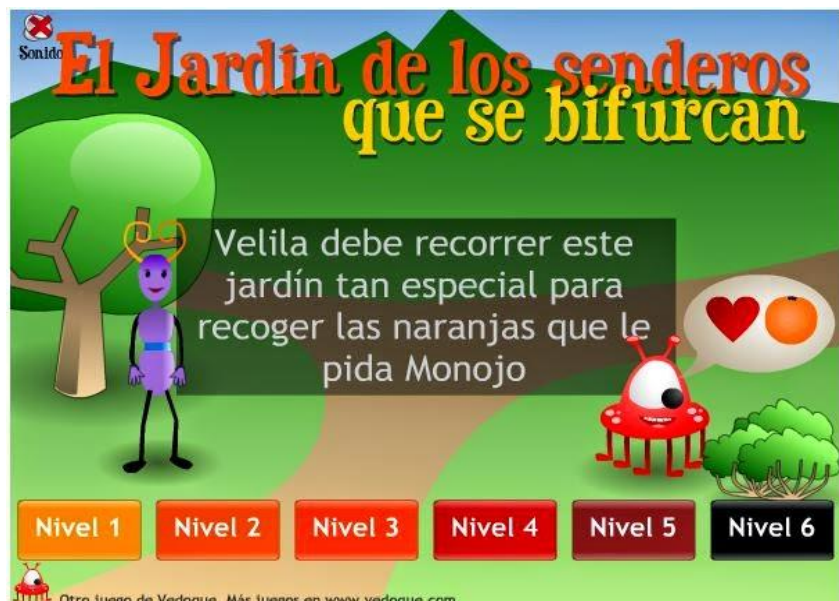 Sonido
El Jardín de los senderos
que se bifurcan
Velila debe recorrer este
jardín tan especial para
recoger las naranjas que le
pida Monojo
Nivel 1
Nivel 2
Nivel 3
Nivel 4
Nivel 5
Nivel 6
Otro juego de Vedoque. Más juegos en www.vedoque.com